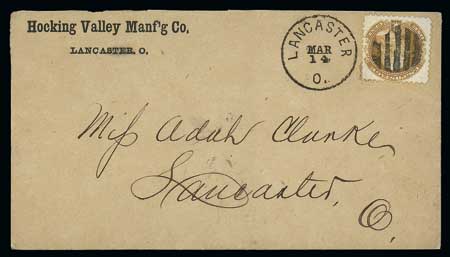 Hocking Valley Manf'g Co.
LANCASTER, O.
LANCASTER
MAR
14
O.
Miss Adah Clarke
Lancaster,
O.